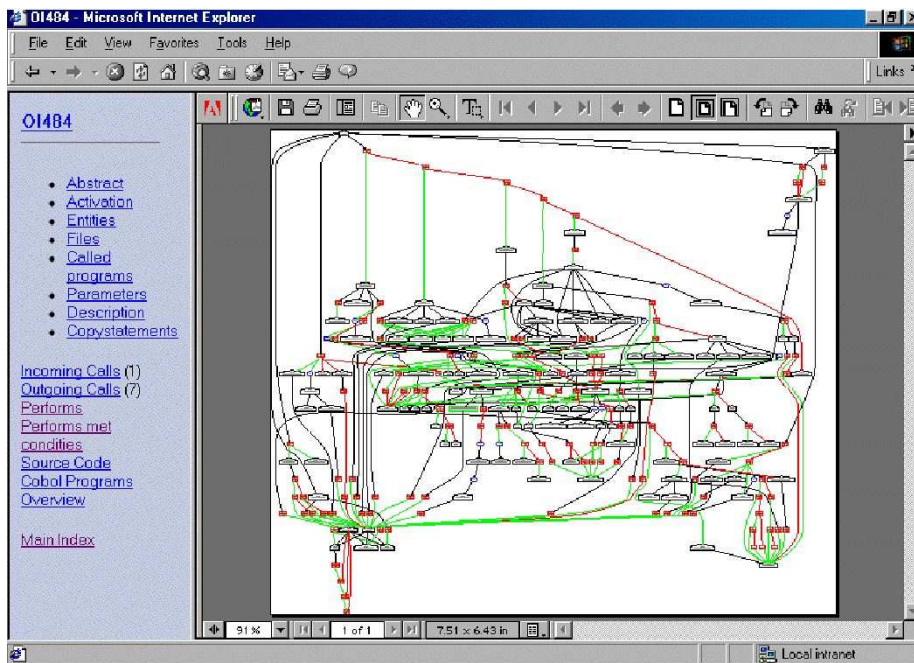 OI484 - Microsoft Internet Explorer
File Edit View Favorites Tools Help
Links
OI484
Abstract
Activation
Entities
Files
Called
programs
Parameters
Description
Copystatements
Incoming Calls (1)
Outgoing Calls (7)
Performs
Performs met
condities
Source Code
Cobol Programs
Overview
Main Index
91%
1 of 1
7.51 x 6.43 in
Local intranet